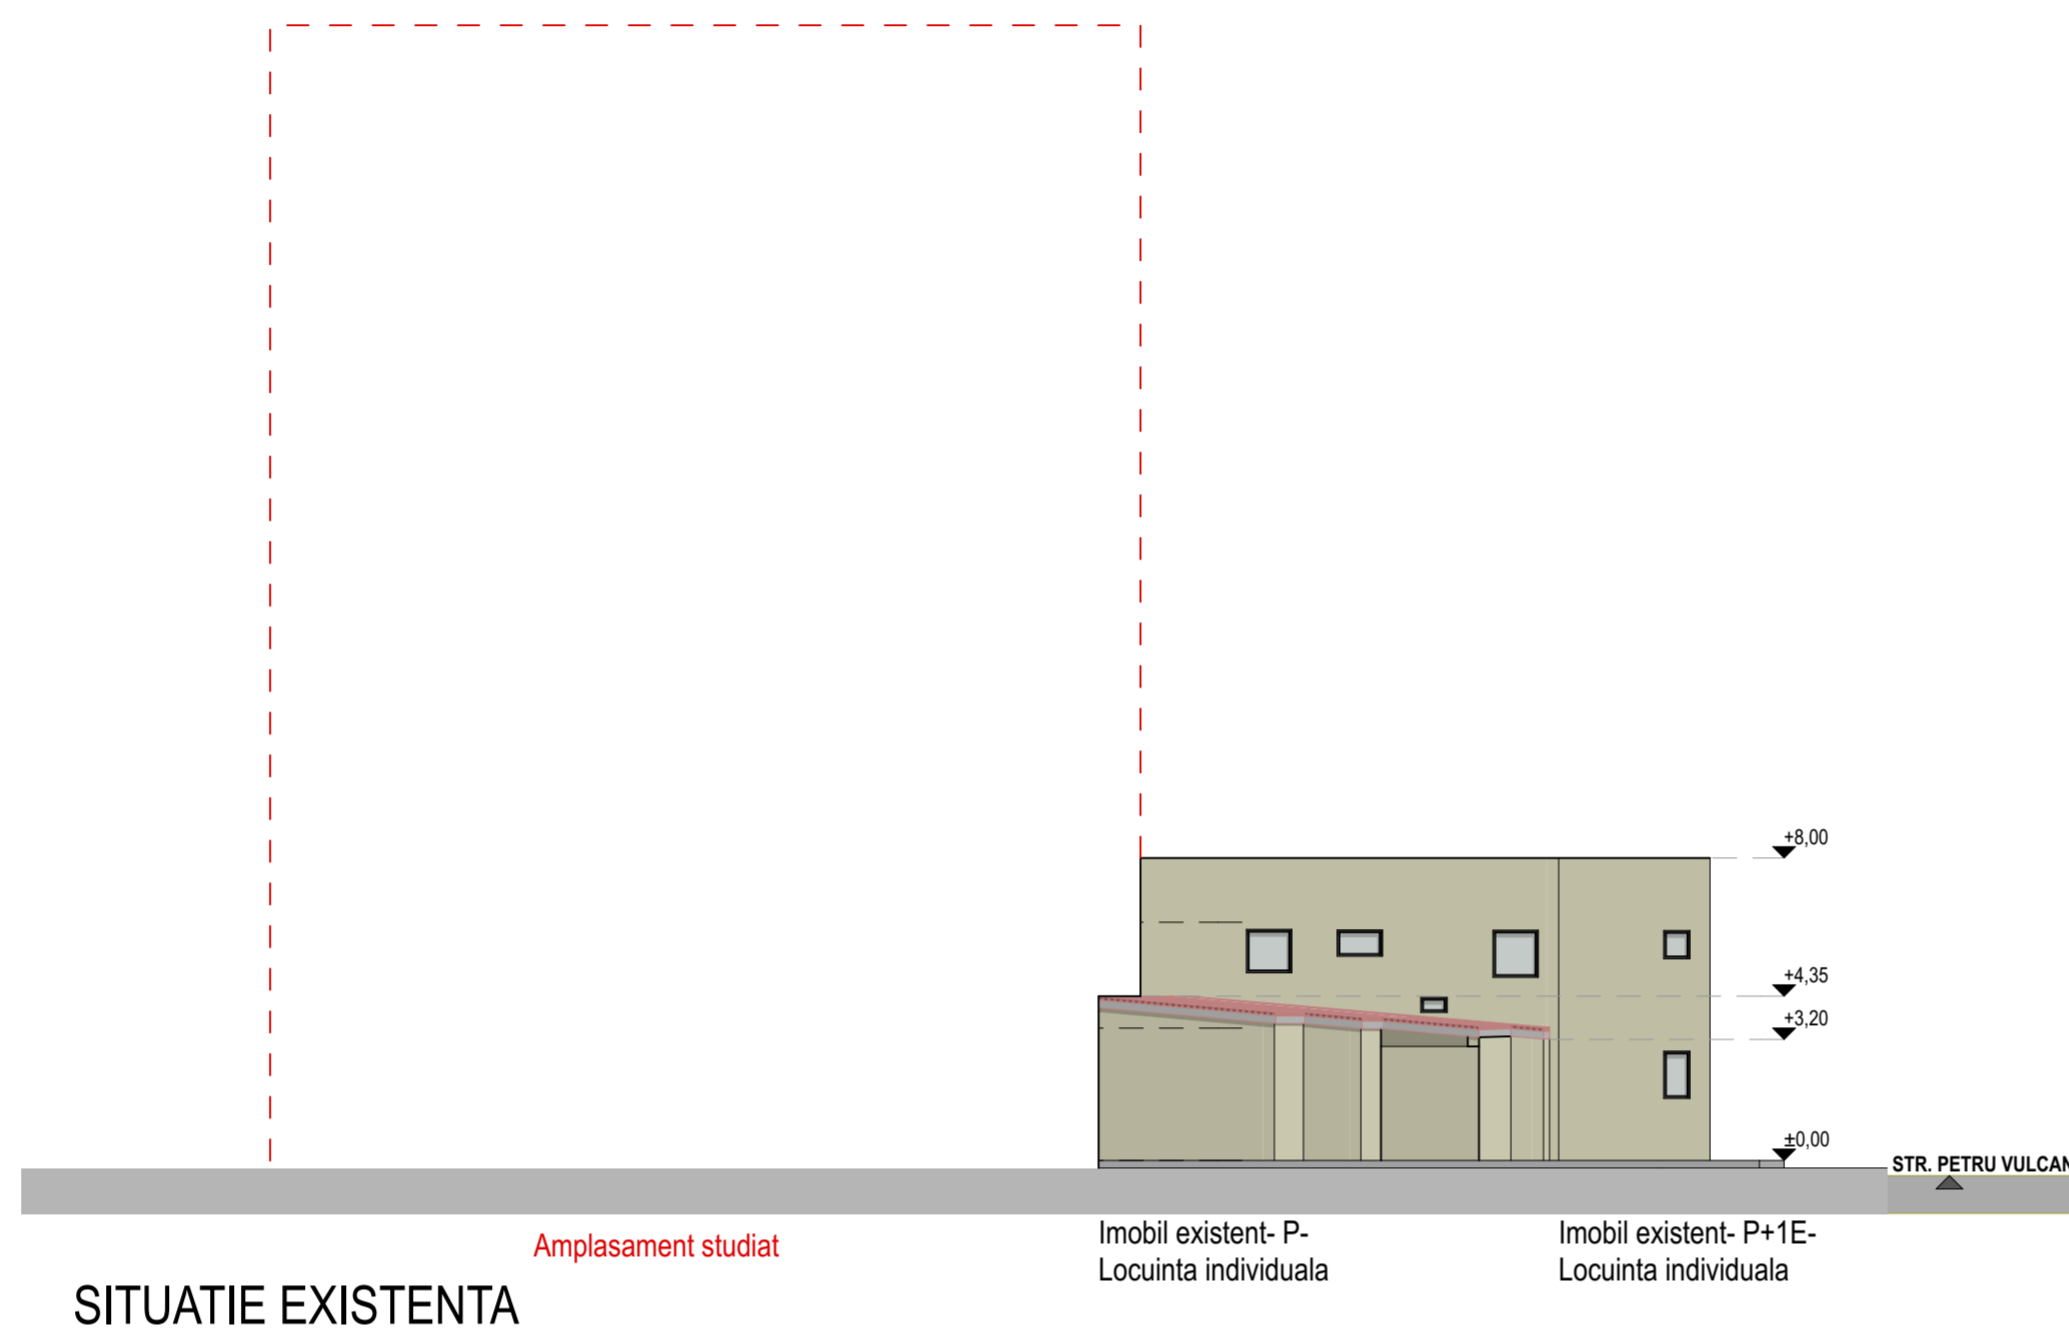 +8,00
+4,35
+3,20
±0,00
STR. PETRU VULCAN
Amplasament studiat
Imobil existent- P-
Locuinta individuala
Imobil existent- P+1E-
Locuinta individuala
SITUATIE EXISTENTA